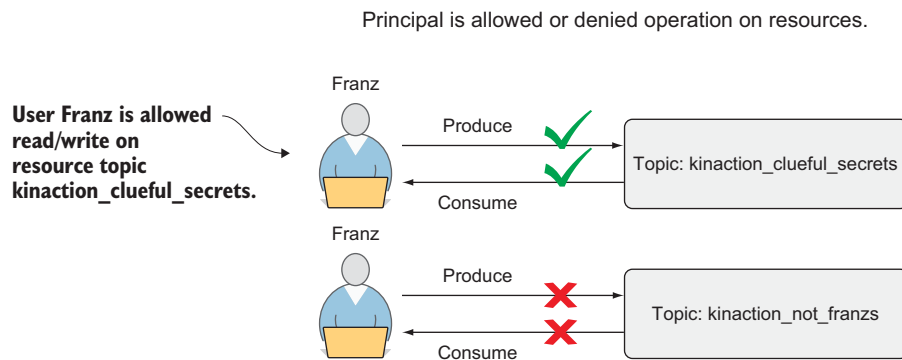 Principal is allowed or denied operation on resources.
Franz
User Franz is allowed
read/write on
resource topic
kinaction_clueful_secrets.
Produce
Topic: kinaction_clueful_secrets
Consume
Franz
Produce
Topic: kinaction_not_franzs
Consume